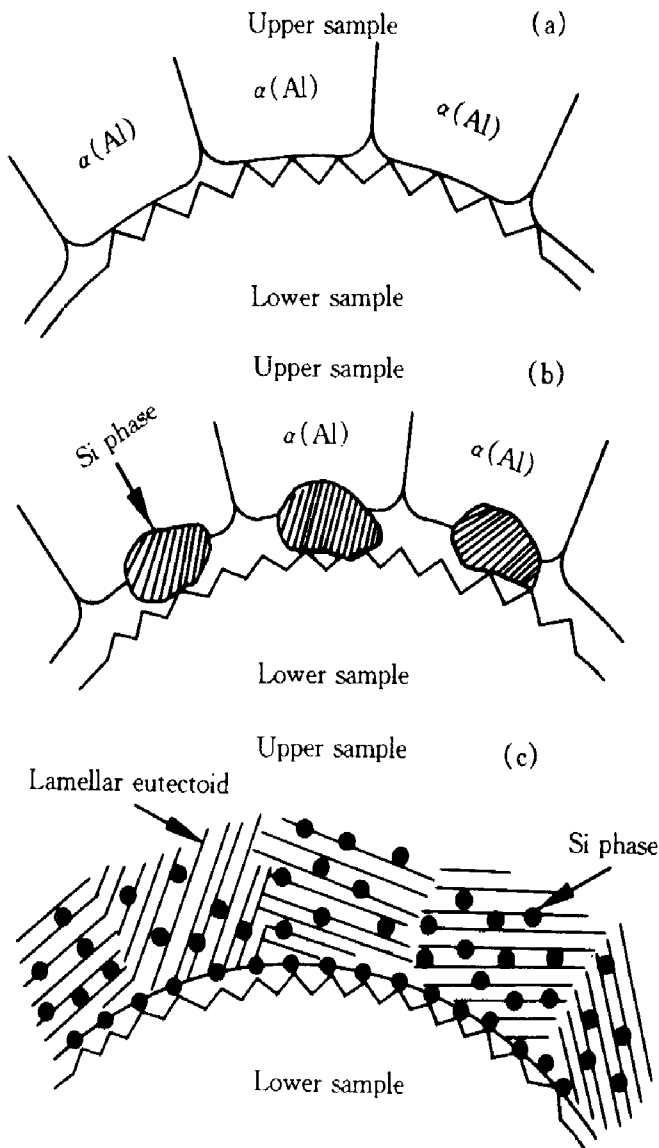 Upper sample (a)
α(Al)
α(Al)
α(Al)
Lower sample
Upper sample (b)
Si phase
α(Al)
α(Al)
Lower sample
Upper sample (c)
Lamellar eutectoid
Si phase
Lower sample